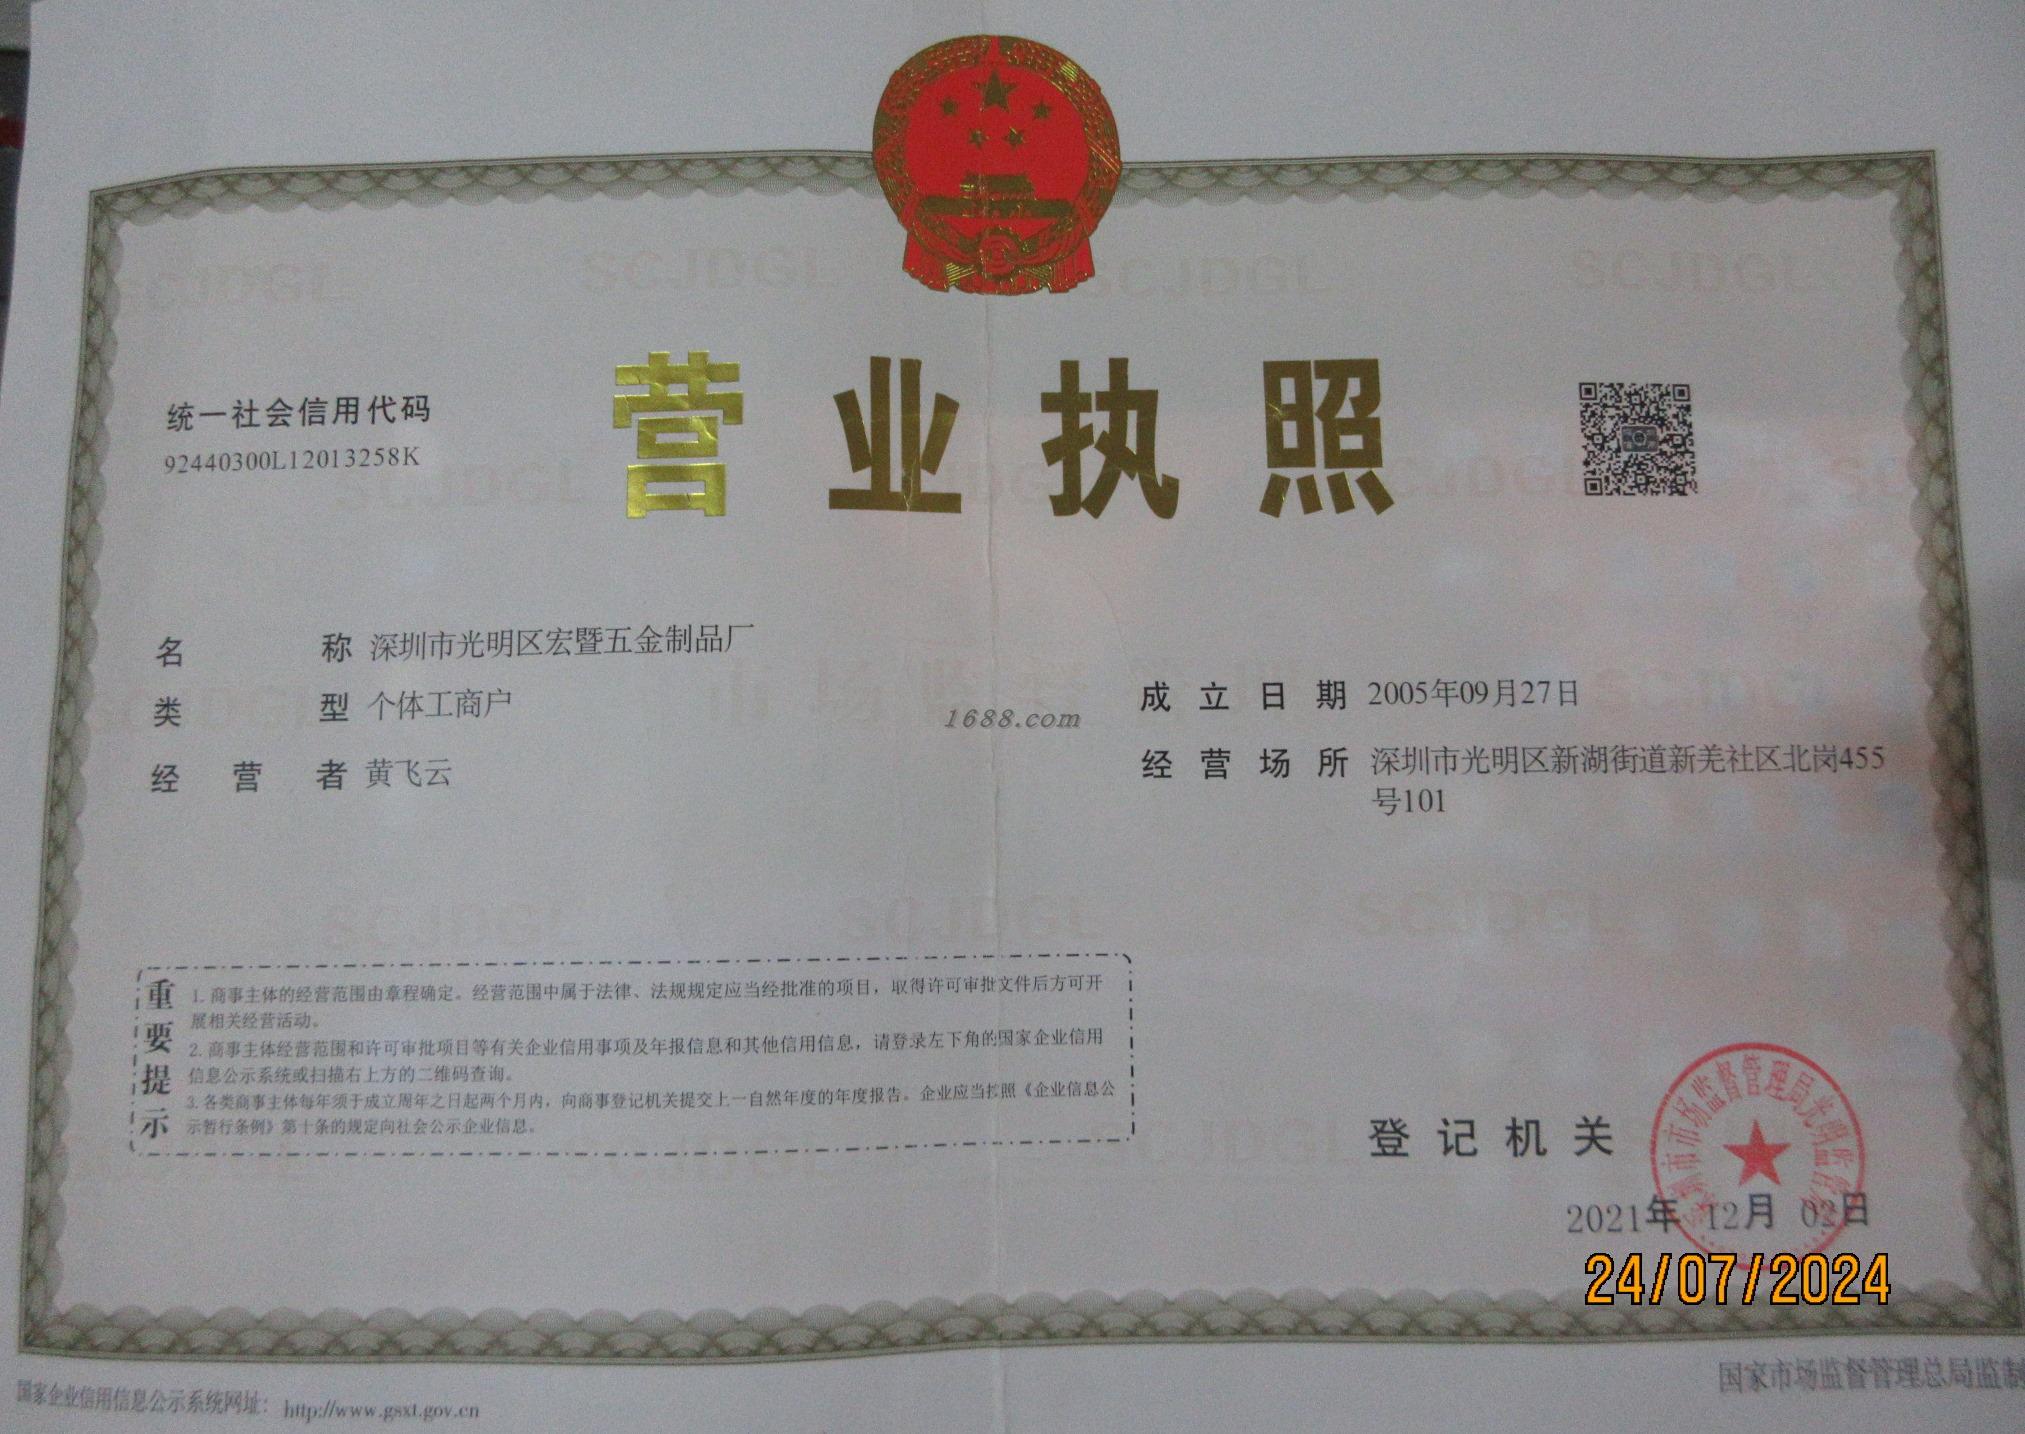 营业执照
统一社会信用代码
92440300L12013258K
名称 深圳市光明区宏暨五金制品厂
类型 个体工商户
经营者 黄飞云
成立日期 2005年09月27日
经营场所 深圳市光明区新湖街道新羌社区北岗455
号101
1688.com
重要提示
1. 商事主体的经营范围由章程确定。经营范围中属于法律、法规规定应当经批准的项目，取得许可审批文件后方可开
展相关经营活动。
2. 商事主体经营范围和许可审批项目等有关企业信用事项及年报信息和其他信用信息，请登录左下角的国家企业信用
信息公示系统或扫描右上方的二维码查询。
3. 各类商事主体每年须于成立周年之日起两个月内，向商事登记机关提交上一自然年度的年度报告。企业应当按照《企业信息公
示暂行条例》第十条的规定向社会公示企业信息。
登记机关
深圳市市场监督管理局光明监管局
2021年 12月 02日
24/07/2024
国家企业信用信息公示系统网址： http://www.gsxt.gov.cn
国家市场监督管理总局监制